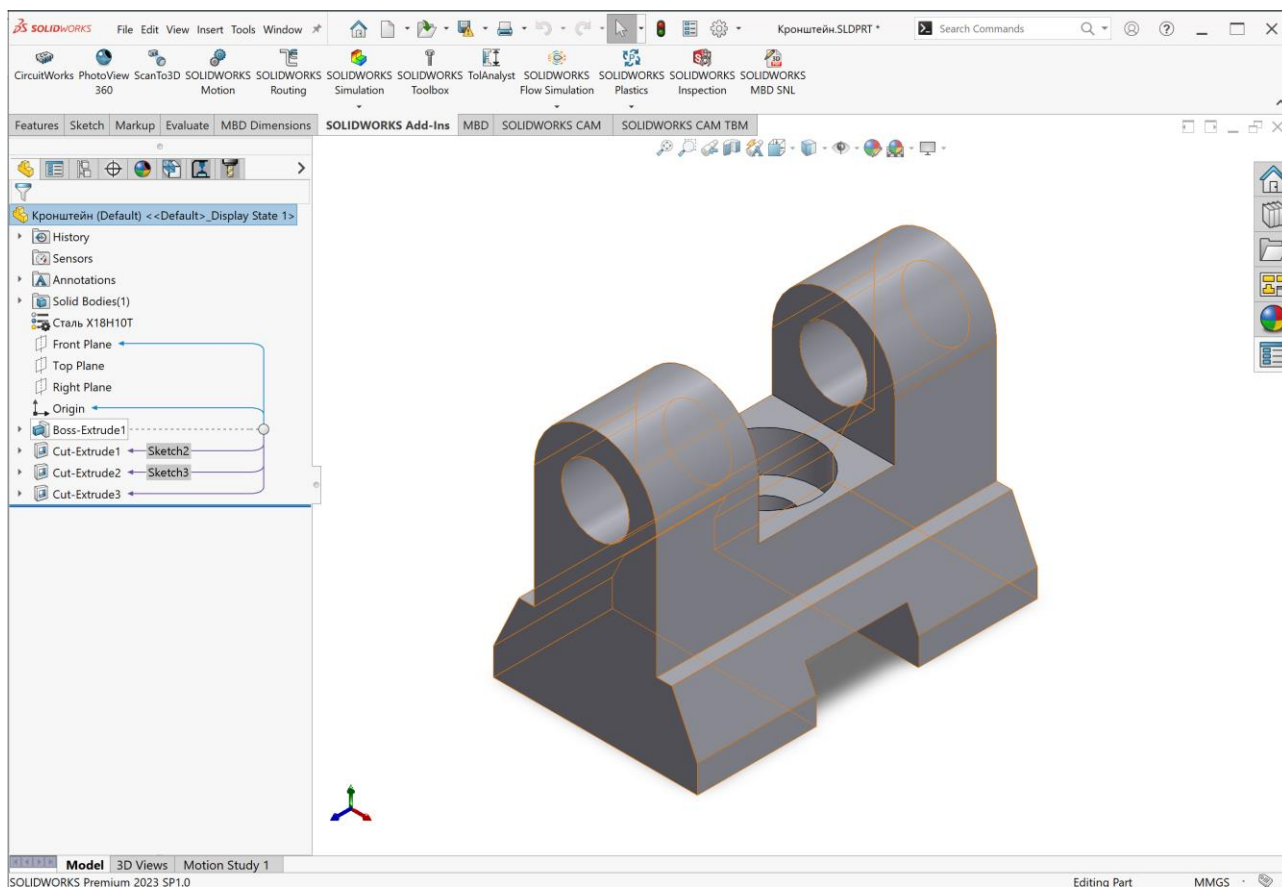 SOLIDWORKS File Edit View Insert Tools Window Кронштейн.SLDPRT * Search Commands
CircuitWorks PhotoView 360 ScanTo3D SOLIDWORKS Motion SOLIDWORKS Routing SOLIDWORKS Simulation SOLIDWORKS Toolbox TolAnalyst SOLIDWORKS Flow Simulation SOLIDWORKS Plastics SOLIDWORKS Inspection SOLIDWORKS MBD SNL
Features Sketch Markup Evaluate MBD Dimensions SOLIDWORKS Add-Ins MBD SOLIDWORKS CAM SOLIDWORKS CAM TBM
Кронштейн (Default) <<Default>_Display State 1>
History
Sensors
Annotations
Solid Bodies(1)
Сталь Х18Н10Т
Front Plane
Top Plane
Right Plane
Origin
Boss-Extrude1
Cut-Extrude1 Sketch2
Cut-Extrude2 Sketch3
Cut-Extrude3
Model 3D Views Motion Study 1
SOLIDWORKS Premium 2023 SP1.0 Editing Part MMGS